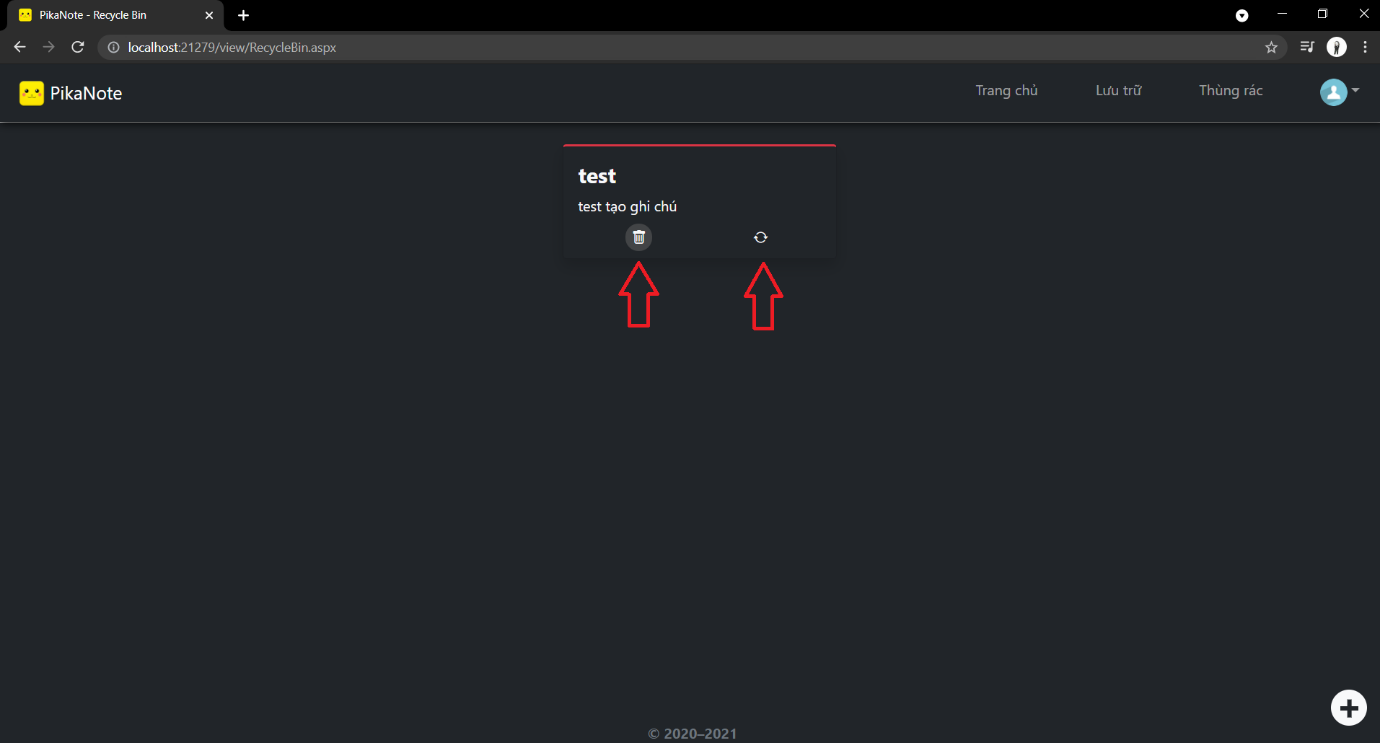 PikaNote - Recycle Bin
localhost:21279/view/RecycleBin.aspx
PikaNote
Trang chủ
Lưu trữ
Thùng rác
test
test tạo ghi chú
© 2020–2021